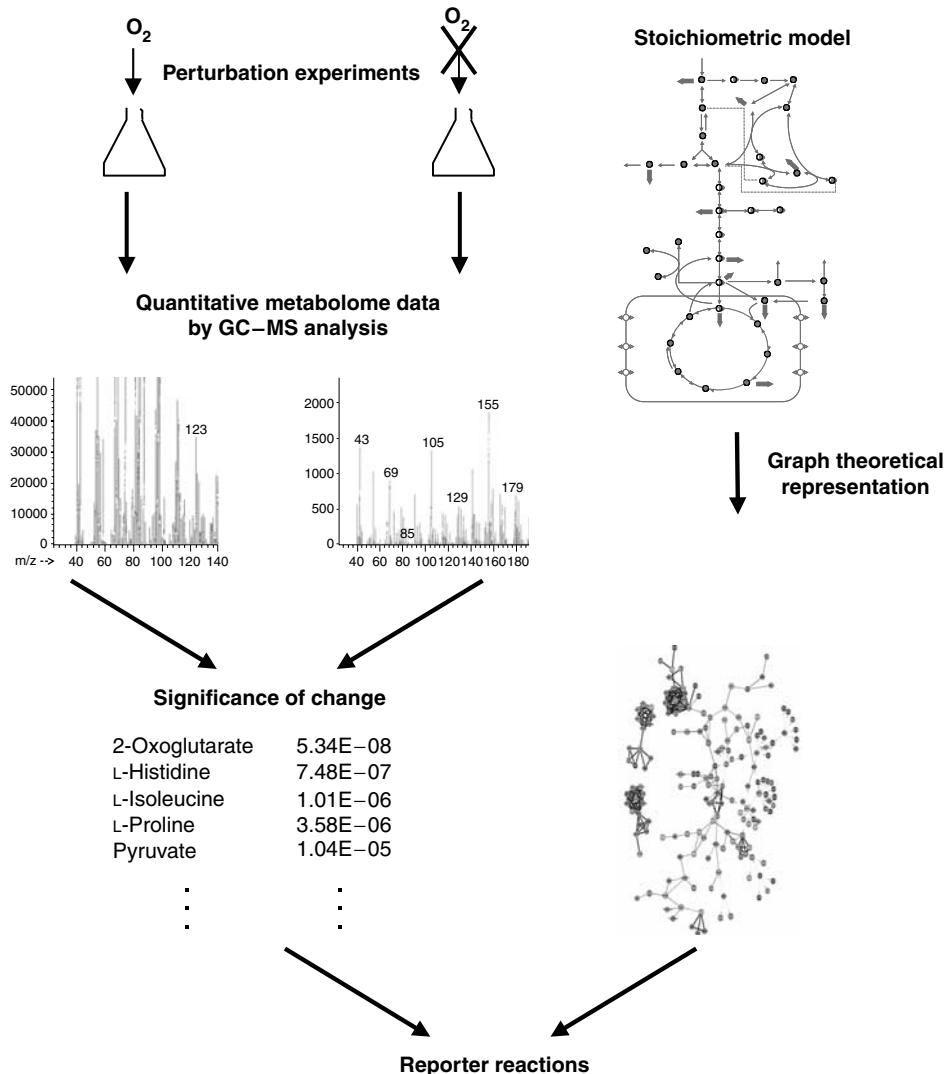 O2
O2
Perturbation experiments
Stoichiometric model
Quantitative metabolome data
by GC–MS analysis
50000
40000
30000
20000
10000
0
m/z -->
40 60 80 100 120 140
123
2000
1500
1000
500
0
40 60 80 100 120 140 160 180
43
69
85
105
129
155
179
Graph theoretical
representation
Significance of change
2-Oxoglutarate 5.34E–08
L-Histidine 7.48E–07
L-Isoleucine 1.01E–06
L-Proline 3.58E–06
Pyruvate 1.04E–05
Reporter reactions